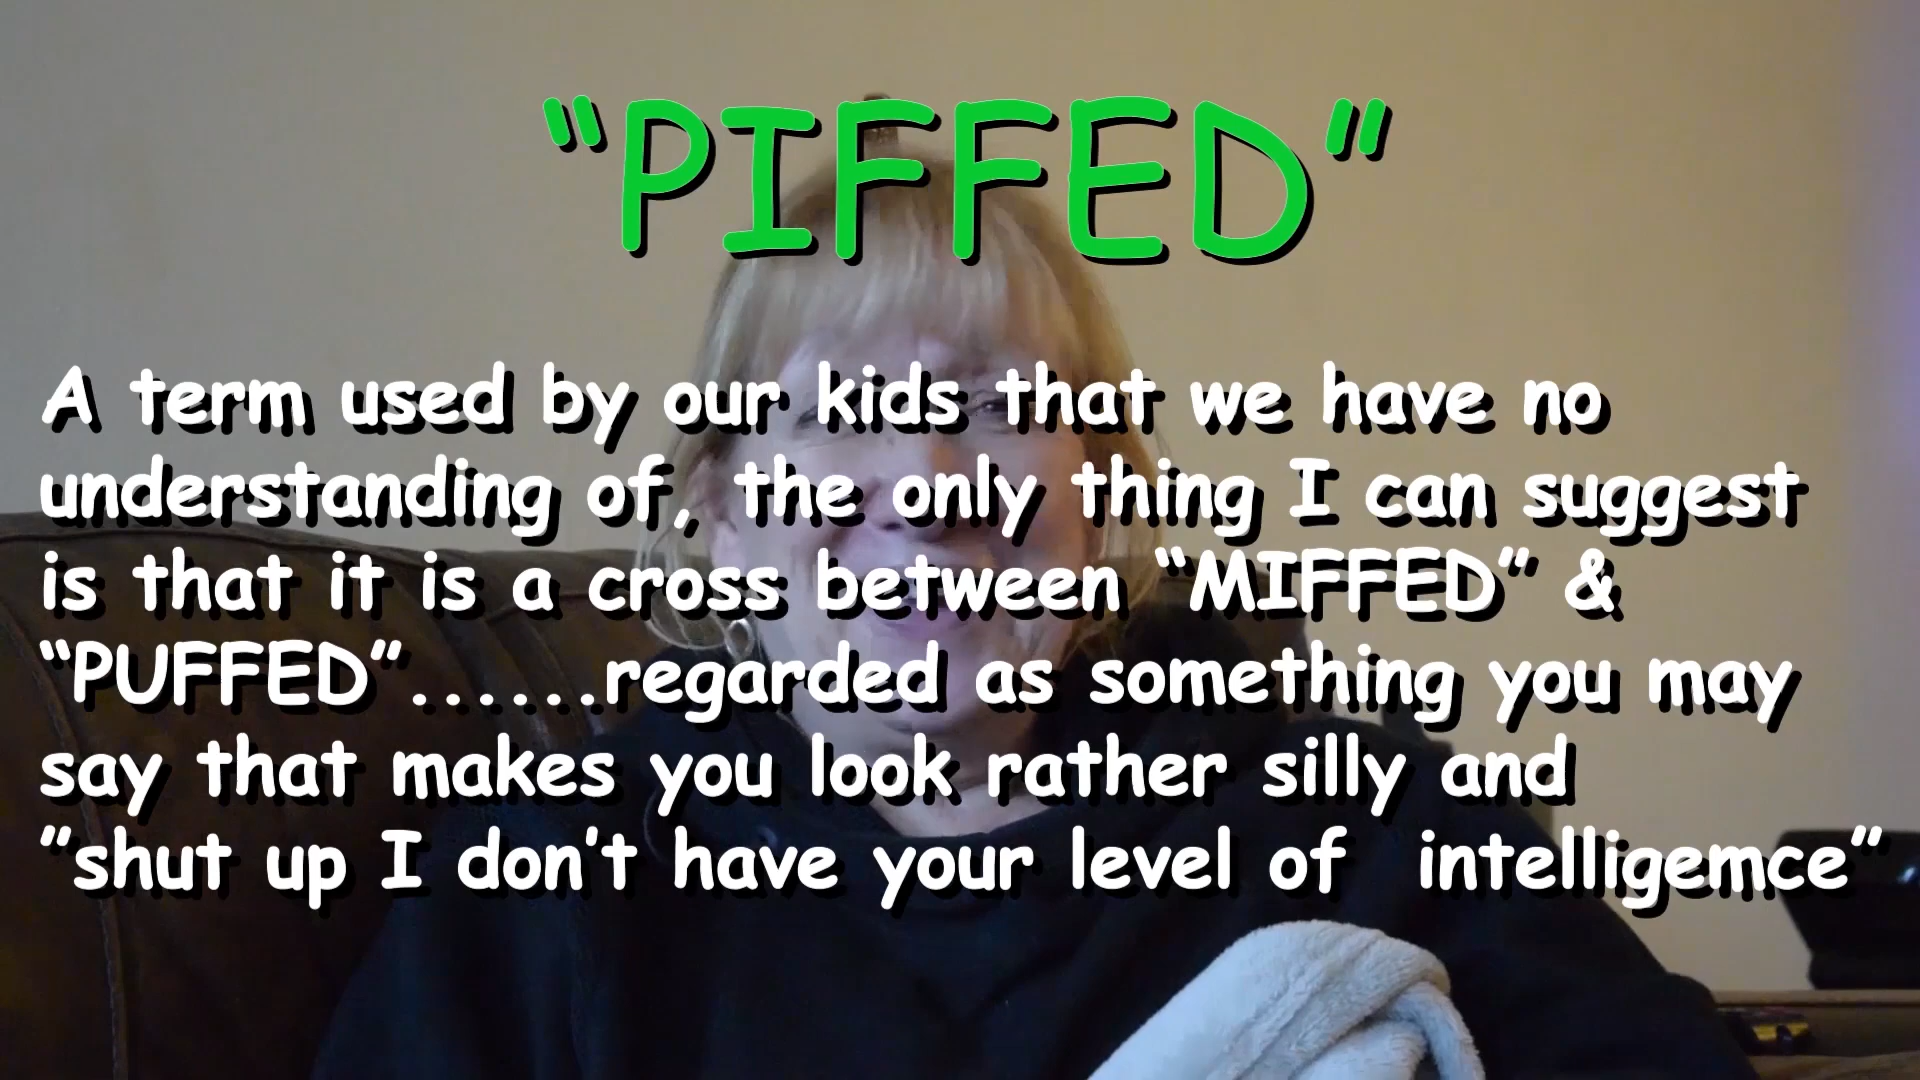 “PIFFED”
A term used by our kids that we have no
understanding of, the only thing I can suggest
is that it is a cross between “MIFFED” &
“PUFFED”......regarded as something you may
say that makes you look rather silly and
”shut up I don’t have your level of  intelligemce”